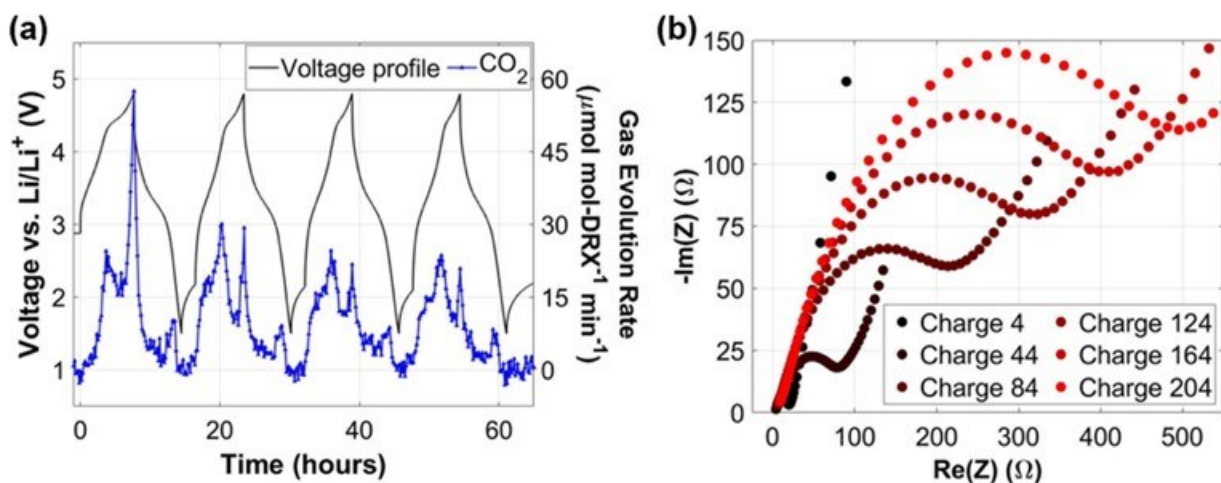 (a)
Voltage profile CO₂
Voltage vs. Li/Li⁺ (V)
5
4
3
2
1
60
45
30
15
0
Gas Evolution Rate
(μmol mol-DRX⁻¹ min⁻¹)
0 20 40 60
Time (hours)
(b)
-Im(Z) (Ω)
150
125
100
75
50
25
0
Charge 4 Charge 124
Charge 44 Charge 164
Charge 84 Charge 204
0 100 200 300 400 500
Re(Z) (Ω)